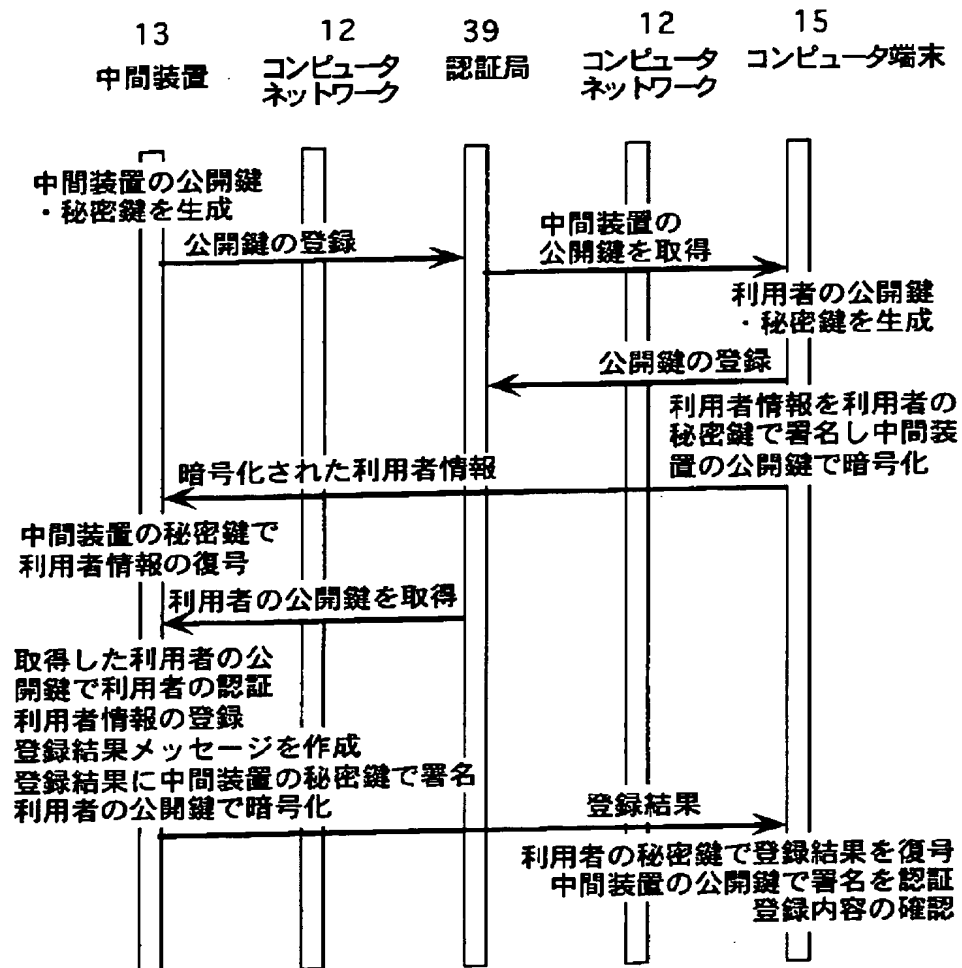 13
中間装置
12
コンピュータ
ネットワーク
39
認証局
12
コンピュータ
ネットワーク
15
コンピュータ端末
中間装置の公開鍵
・秘密鍵を生成
公開鍵の登録
中間装置の
公開鍵を取得
利用者の公開鍵
・秘密鍵を生成
公開鍵の登録
利用者情報を利用者の
秘密鍵で署名し中間装
置の公開鍵で暗号化
暗号化された利用者情報
中間装置の秘密鍵で
利用者情報の復号
利用者の公開鍵を取得
取得した利用者の公
開鍵で利用者の認証
利用者情報の登録
登録結果メッセージを作成
登録結果に中間装置の秘密鍵で署名
利用者の公開鍵で暗号化
登録結果
利用者の秘密鍵で登録結果を復号
中間装置の公開鍵で署名を認証
登録内容の確認